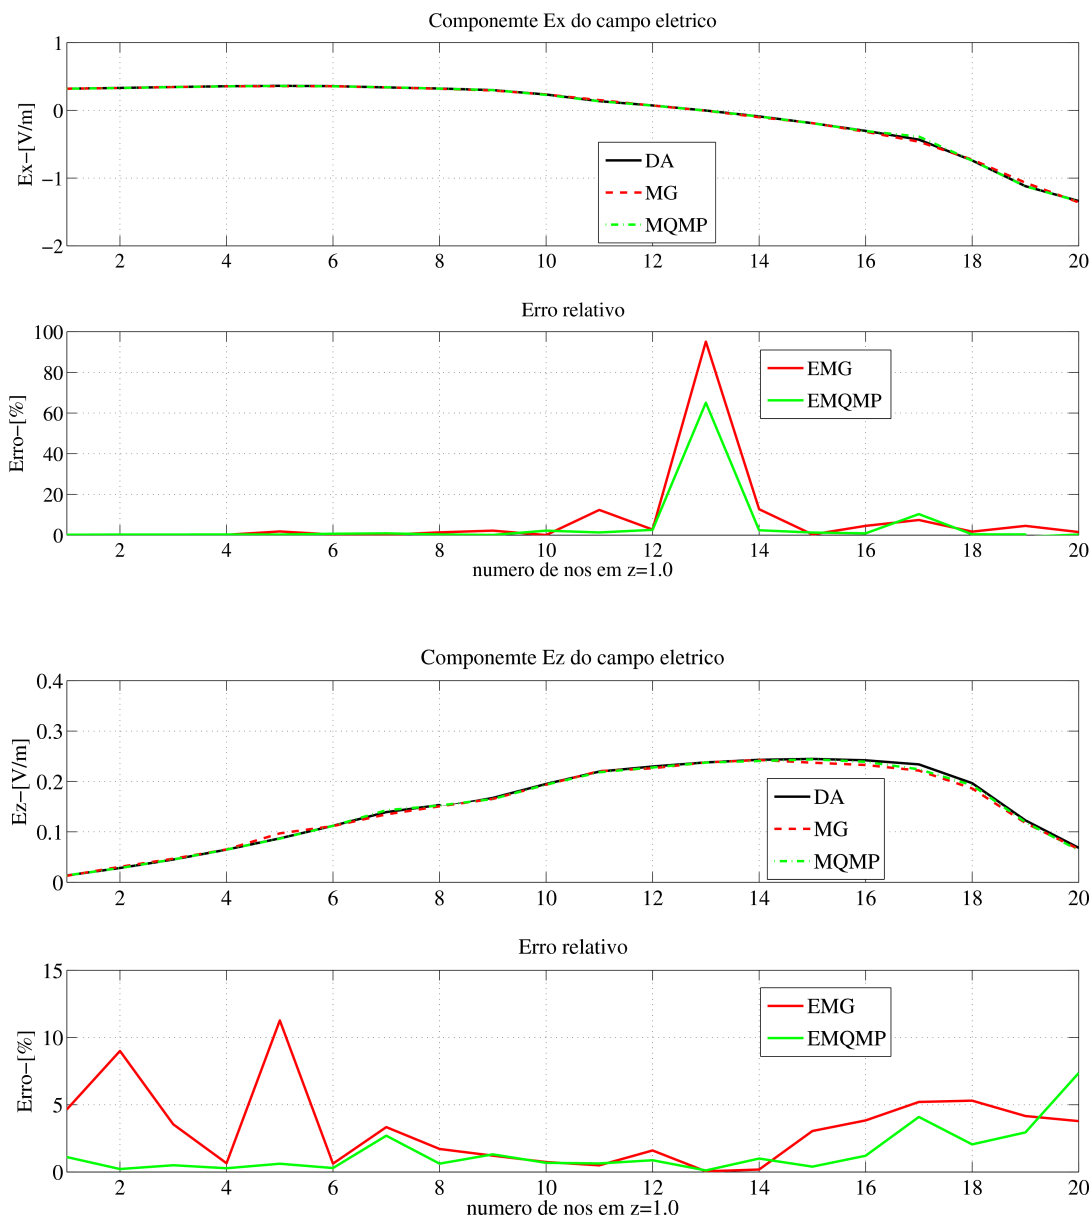 Componemte Ex do campo eletrico
1
0
−1
−2
Ex−[V/m]
DA
MG
MQMP
2 4 6 8 10 12 14 16 18 20
Erro relativo
100
80
60
40
20
0
Erro−[%]
EMG
EMQMP
2 4 6 8 10 12 14 16 18 20
numero de nos em z=1.0
Componemte Ez do campo eletrico
0.4
0.3
0.2
0.1
0
Ez−[V/m]
DA
MG
MQMP
2 4 6 8 10 12 14 16 18 20
Erro relativo
15
10
5
0
Erro−[%]
EMG
EMQMP
2 4 6 8 10 12 14 16 18 20
numero de nos em z=1.0